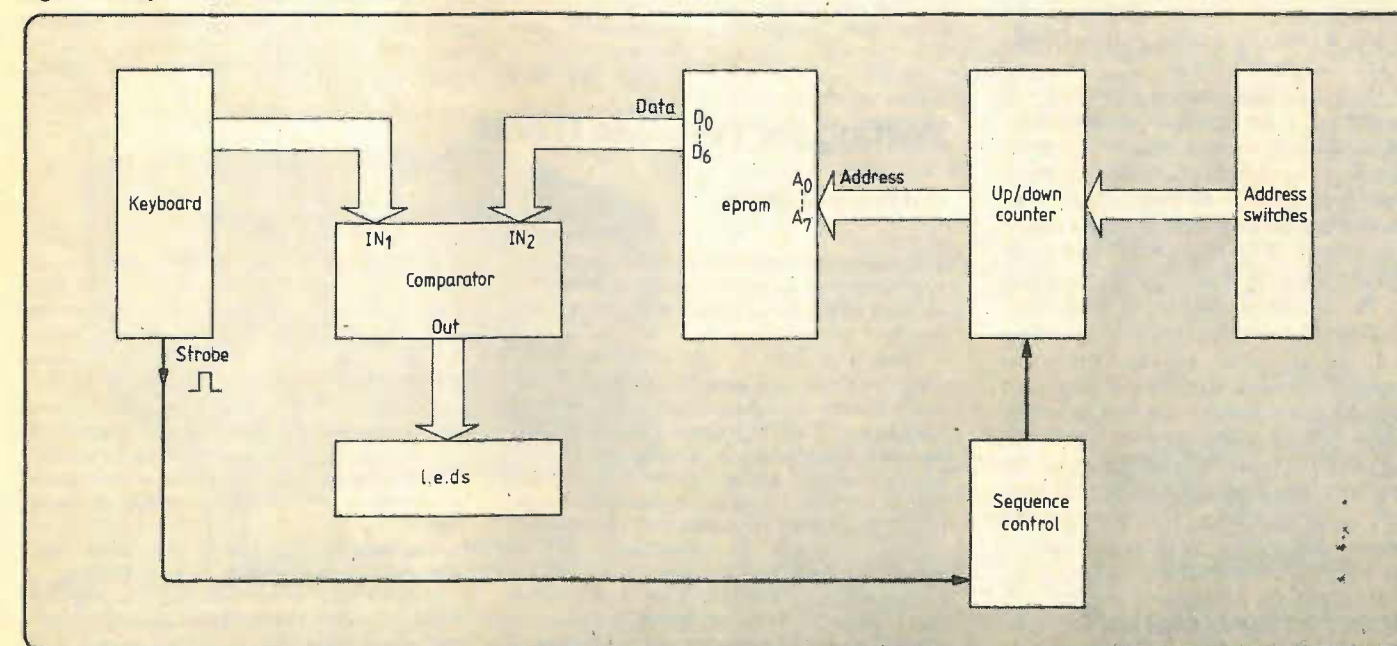 Keyboard
Strobe
IN1
IN2
Comparator
Out
l.e.ds
Data
D0
D6
eprom
A0
A7
Address
Up/down
counter
Address
switches
Sequence
control